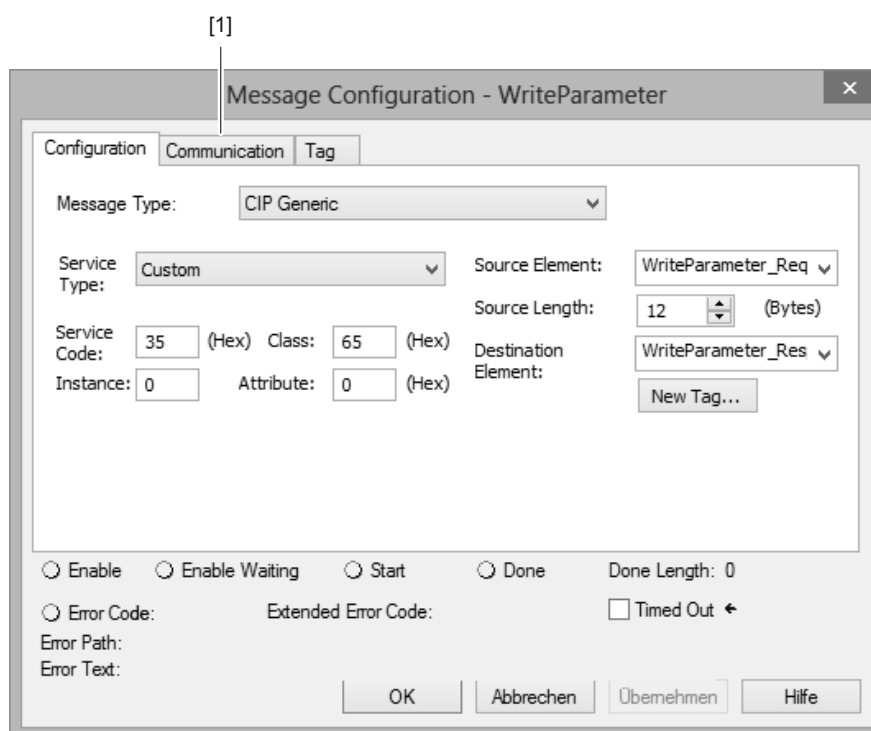 [1]
Message Configuration - WriteParameter
Configuration Communication Tag
Message Type: CIP Generic
Service Type: Custom
Source Element: WriteParameter_Req
Source Length: 12 (Bytes)
Service Code: 35 (Hex) Class: 65 (Hex)
Destination Element: WriteParameter_Res
Instance: 0 Attribute: 0 (Hex)
New Tag...
Enable Enable Waiting Start Done Done Length: 0
Error Code: Extended Error Code: Timed Out
Error Path:
Error Text:
OK Abbrechen Übernehmen Hilfe